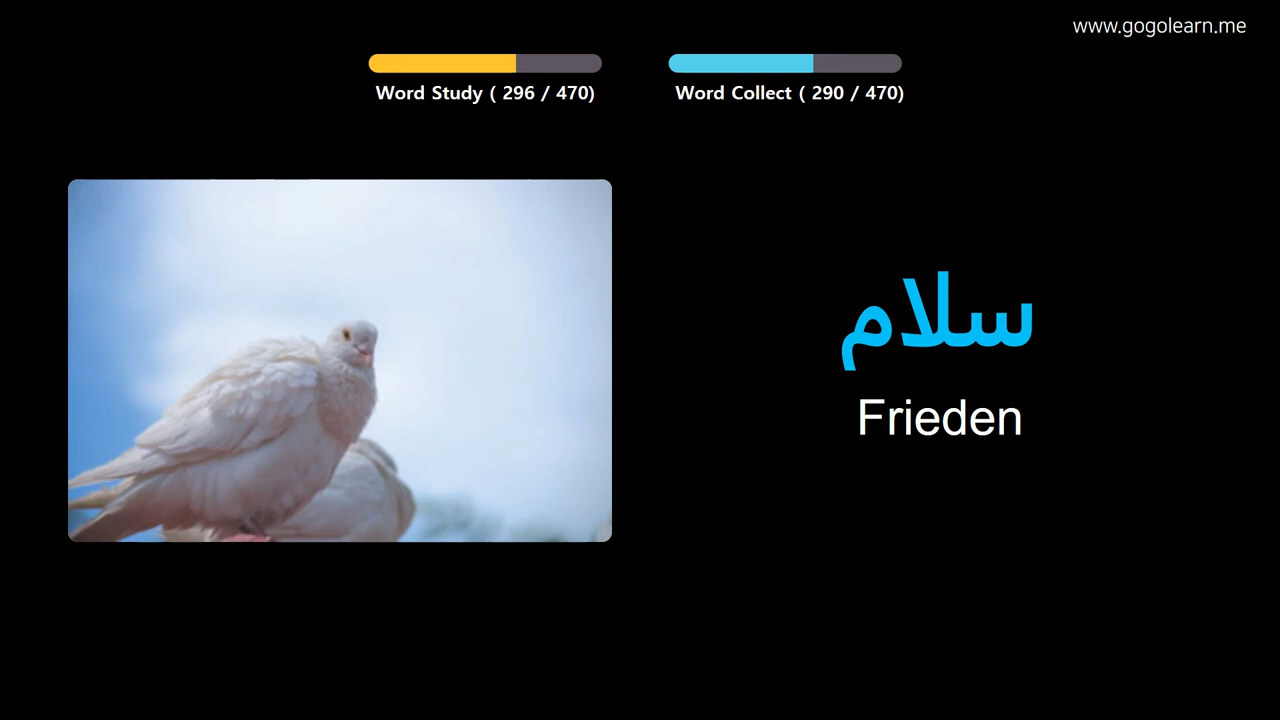 www.gogolearn.me
Word Study ( 296 / 470)
Word Collect ( 290 / 470)
سلام
Frieden